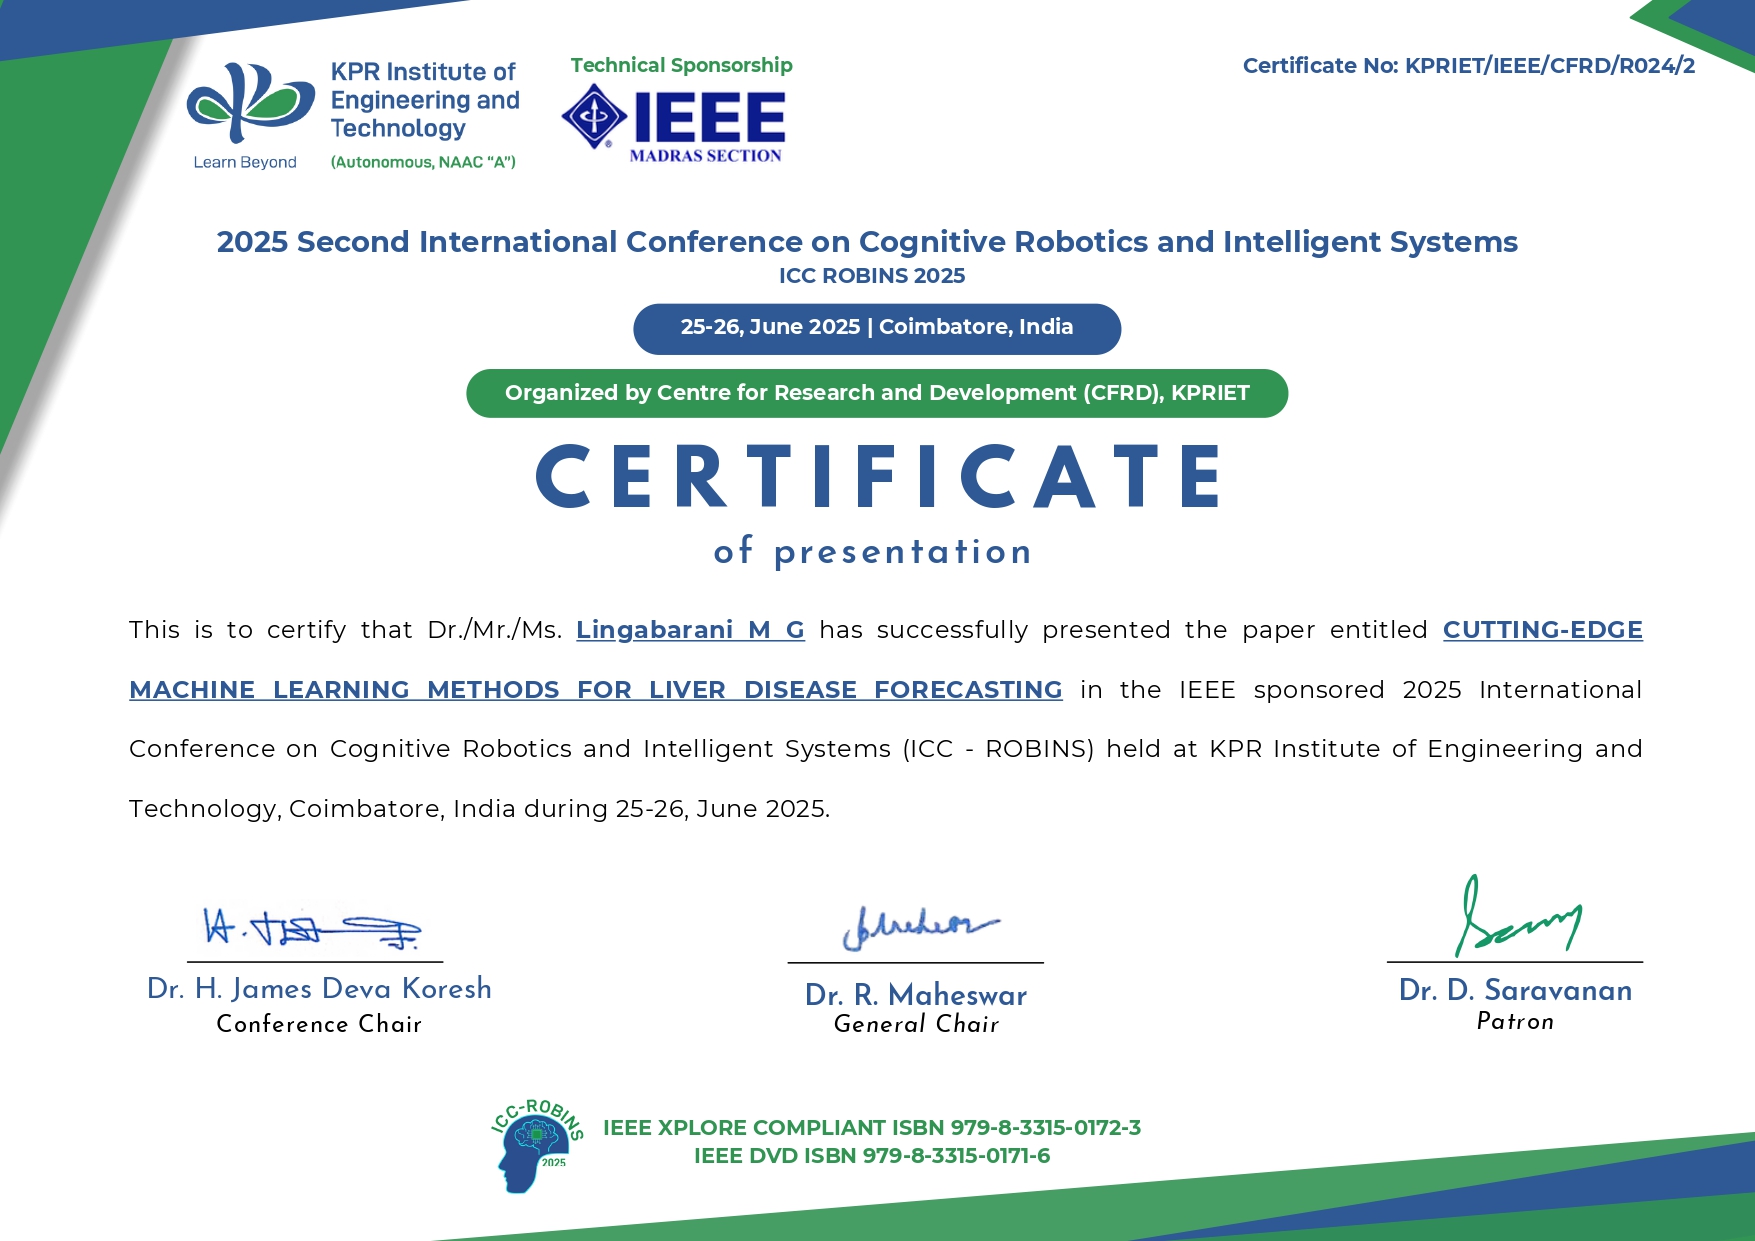 KPR Institute of
Engineering and
Technology
Learn Beyond
(Autonomous, NAAC “A”)
Technical Sponsorship
IEEE
®
MADRAS SECTION
Certificate No: KPRIET/IEEE/CFRD/R024/2
2025 Second International Conference on Cognitive Robotics and Intelligent Systems
ICC ROBINS 2025
25-26, June 2025 | Coimbatore, India
Organized by Centre for Research and Development (CFRD), KPRIET
CERTIFICATE
of presentation
This is to certify that Dr./Mr./Ms. Lingabarani M G has successfully presented the paper entitled CUTTING-EDGE
MACHINE LEARNING METHODS FOR LIVER DISEASE FORECASTING in the IEEE sponsored 2025 International
Conference on Cognitive Robotics and Intelligent Systems (ICC - ROBINS) held at KPR Institute of Engineering and
Technology, Coimbatore, India during 25-26, June 2025.
Dr. H. James Deva Koresh
Conference Chair
Dr. R. Maheswar
General Chair
Dr. D. Saravanan
Patron
ICC-ROBINS
2025
IEEE XPLORE COMPLIANT ISBN 979-8-3315-0172-3
IEEE DVD ISBN 979-8-3315-0171-6